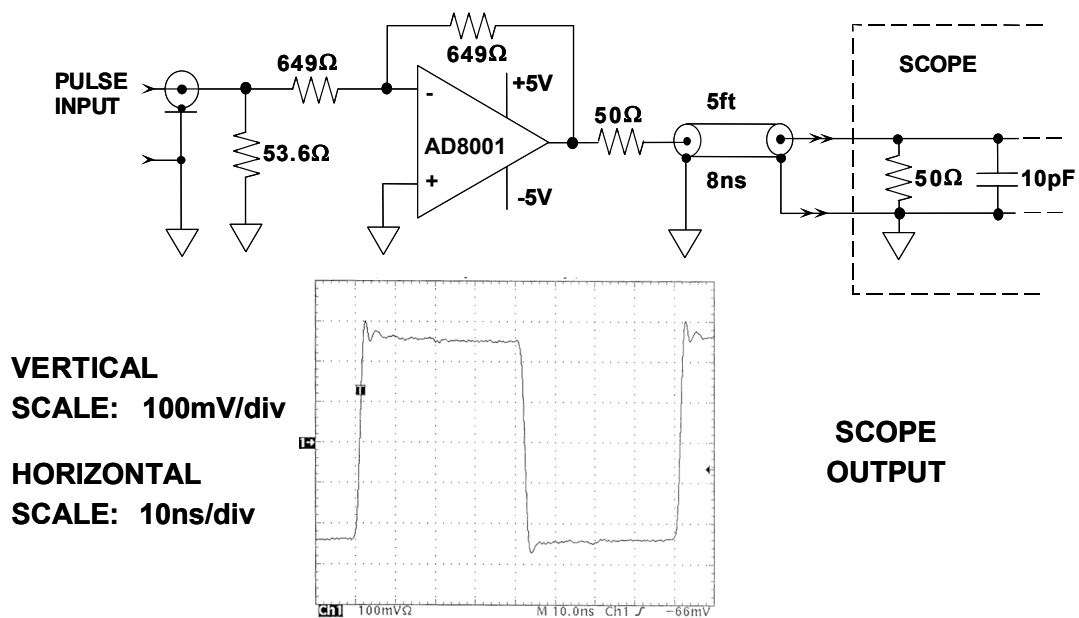 649Ω
649Ω
PULSE
INPUT
53.6Ω
-
+
AD8001
+5V
-5V
50Ω
5ft
8ns
SCOPE
50Ω
10pF
VERTICAL
SCALE: 100mV/div
HORIZONTAL
SCALE: 10ns/div
T
1→
SCOPE
OUTPUT
Ch1 100mVΩ M 10.0ns Ch1 ∫ -66mV